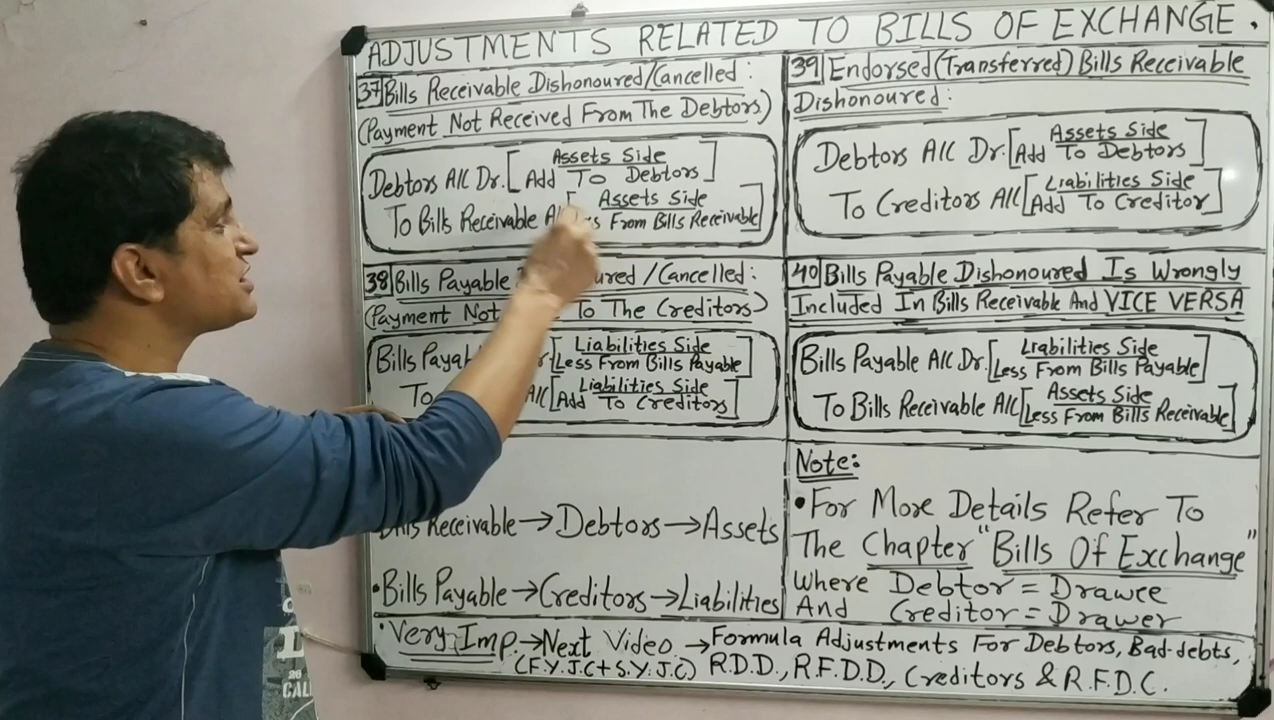 ADJUSTMENTS RELATED TO BILLS OF EXCHANGE.
37 Bills Receivable Dishonoured/Cancelled:
(Payment Not Received From The Debtors)
Debtors A/C Dr. [Assets Side
Add To Debtors]
To Bills Receivable [Assets Side
From Bills Receivable]
38 Bills Payable /Cancelled:
(Payment Not To The Creditors)
Bills [Liabilities Side
Less From Bills Payable]
To A/C [Liabilities Side
Add To Creditors]
Receivable → Debtors → Assets
• Bills Payable → Creditors → Liabilities
39 Endorsed (Transferred) Bills Receivable
Dishonoured:
Debtors A/C Dr. [Assets Side
Add To Debtors]
To Creditors A/C [Liabilities Side
Add To Creditor]
40 Bills Payable Dishonoured Is Wrongly
Included In Bills Receivable And VICE VERSA
Bills Payable A/C Dr. [Liabilities Side
Less From Bills Payable]
To Bills Receivable A/C [Assets Side
Less From Bills Receivable]
Note:
• For More Details Refer To
The Chapter "Bills Of Exchange"
Where Debtor = Drawee
And Creditor = Drawer
• Very Imp. → Next Video → Formula Adjustments For Debtors, Bad-debts,
(F.Y.J.C + S.Y.J.C) R.D.D., R.F.D.D., Creditors & R.F.D.C.